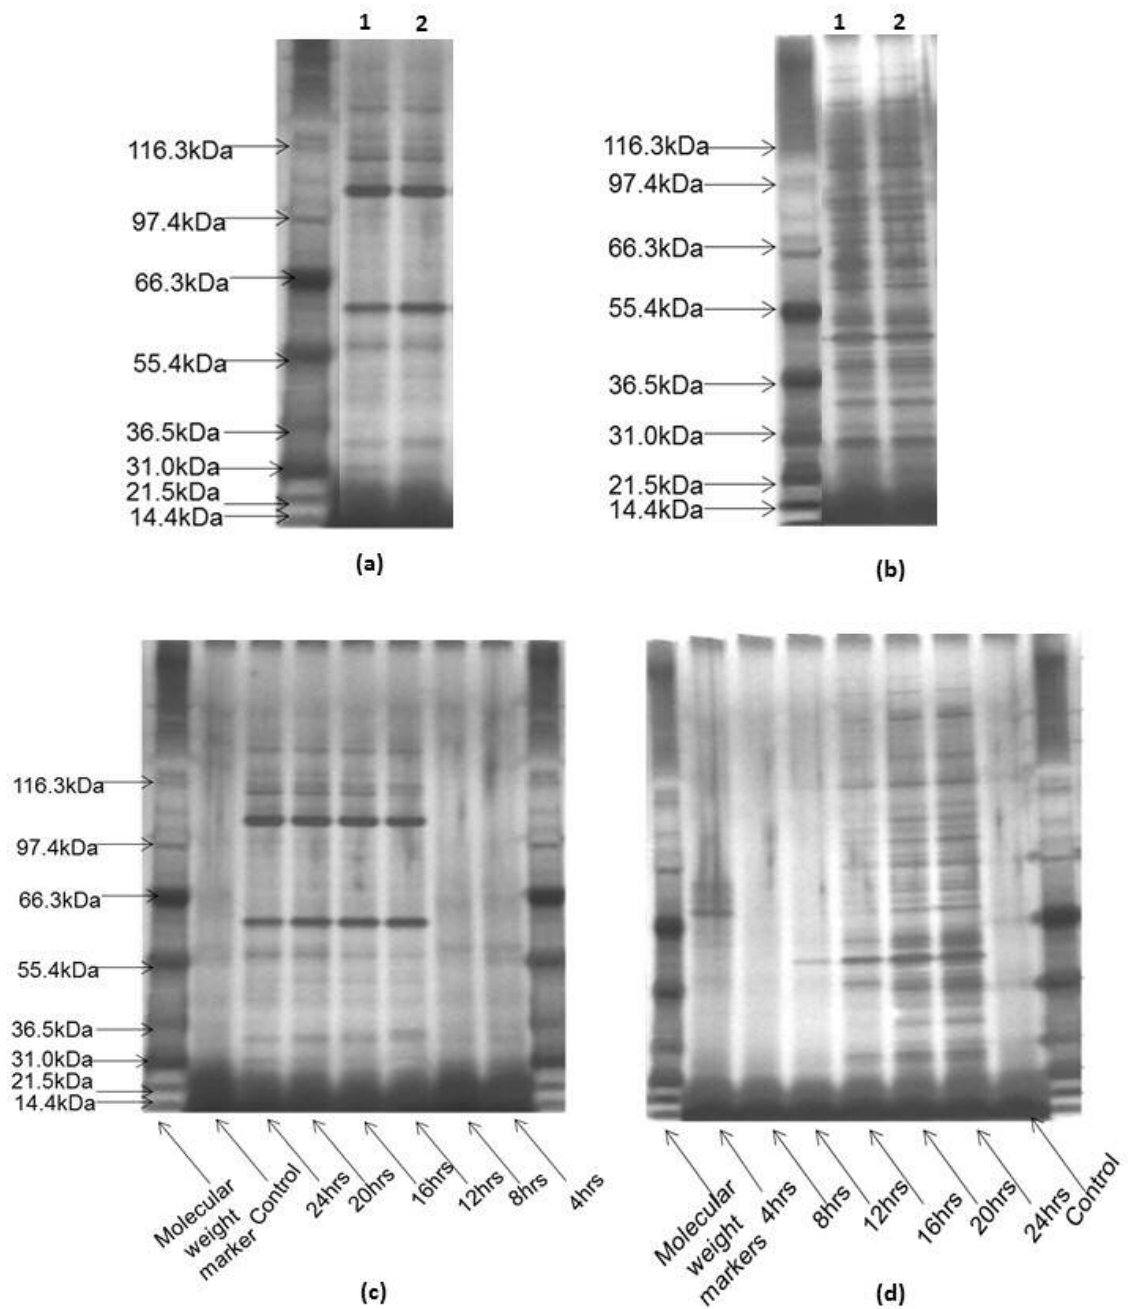 1 2
116.3kDa
97.4kDa
66.3kDa
55.4kDa
36.5kDa
31.0kDa
21.5kDa
14.4kDa
(a)
1 2
116.3kDa
97.4kDa
66.3kDa
55.4kDa
36.5kDa
31.0kDa
21.5kDa
14.4kDa
(b)
116.3kDa
97.4kDa
66.3kDa
55.4kDa
36.5kDa
31.0kDa
21.5kDa
14.4kDa
Molecular
weight
marker
Control
24hrs
20hrs
16hrs
12hrs
8hrs
4hrs
(c)
Molecular
weight
markers
4hrs
8hrs
12hrs
16hrs
20hrs
24hrs
Control
(d)